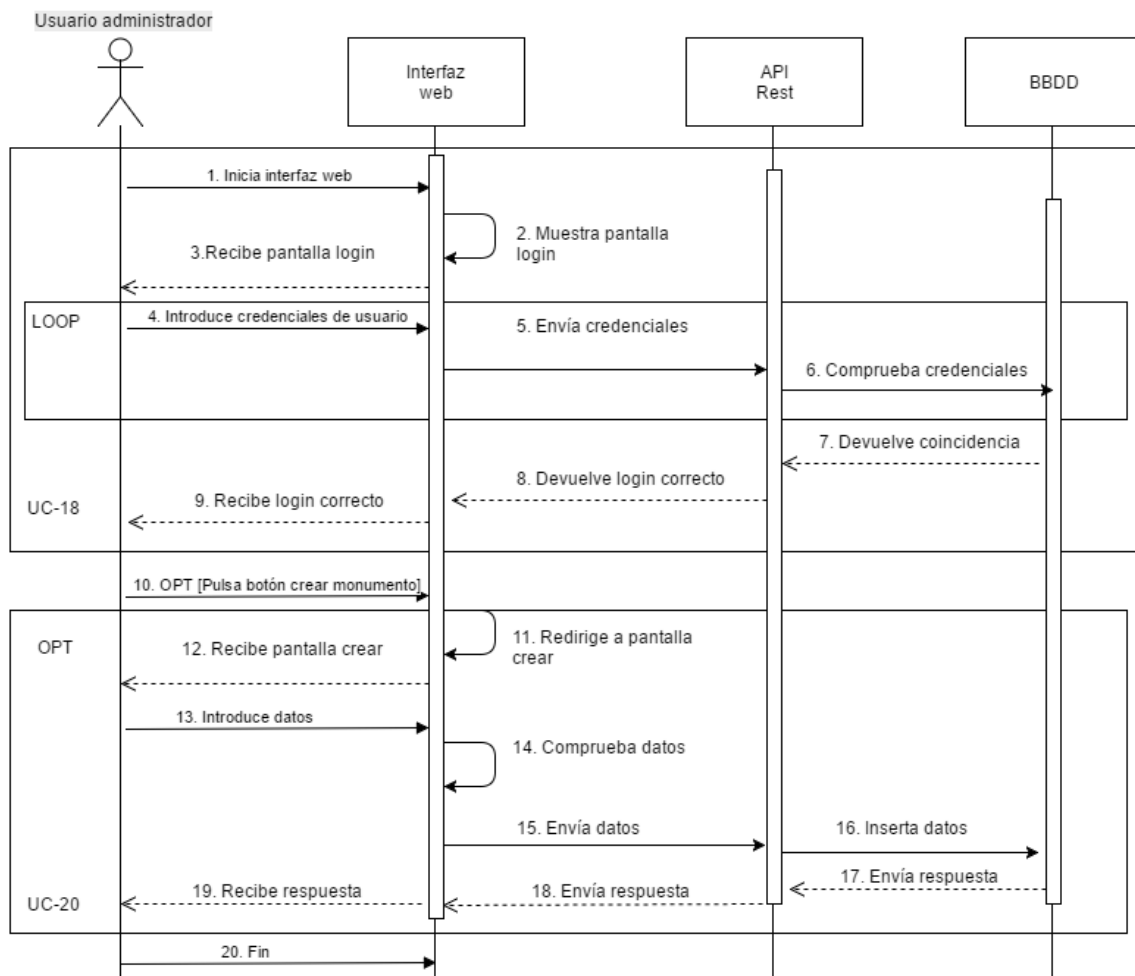 Usuario administrador
Interfaz
web
API
Rest
BBDD
1. Inicia interfaz web
2. Muestra pantalla
login
3.Recibe pantalla login
LOOP
4. Introduce credenciales de usuario
5. Envía credenciales
6. Comprueba credenciales
7. Devuelve coincidencia
8. Devuelve login correcto
9. Recibe login correcto
UC-18
10. OPT [Pulsa botón crear monumento]
OPT
11. Redirige a pantalla
crear
12. Recibe pantalla crear
13. Introduce datos
14. Comprueba datos
15. Envía datos
16. Inserta datos
17. Envía respuesta
18. Envía respuesta
19. Recibe respuesta
UC-20
20. Fin